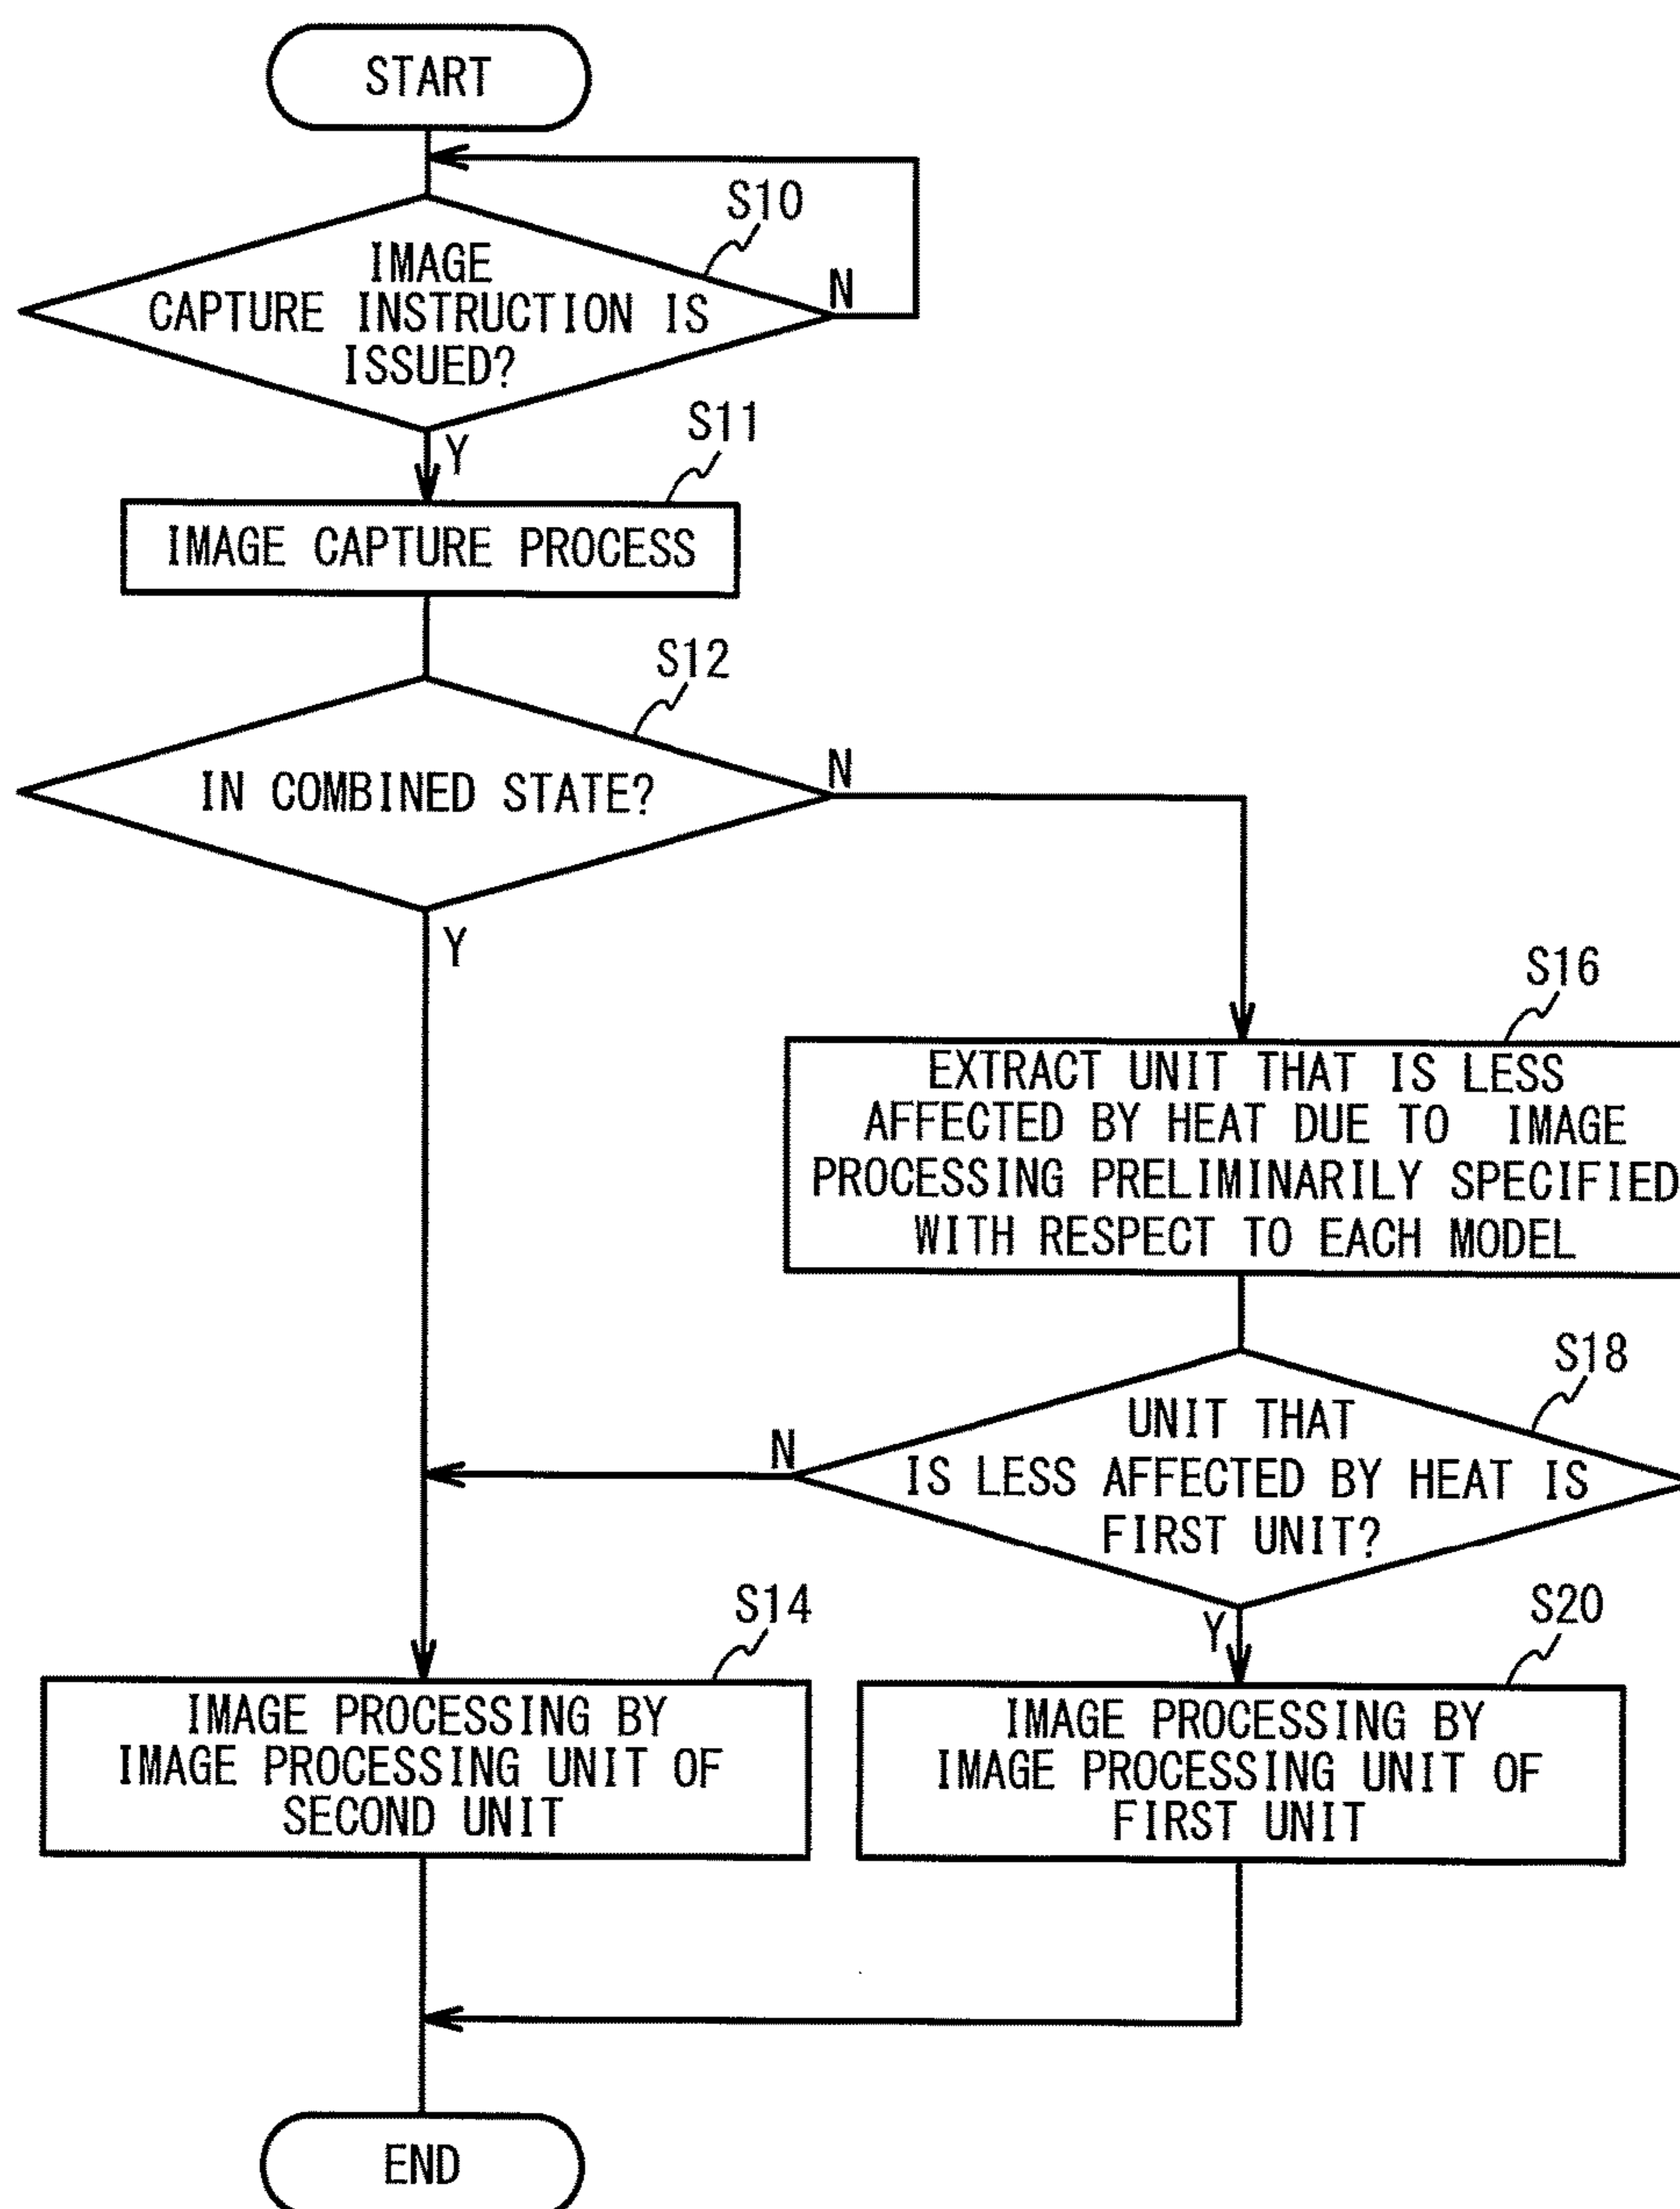 START
S10
IMAGE
CAPTURE INSTRUCTION IS
ISSUED?
N
Y
S11
IMAGE CAPTURE PROCESS
S12
IN COMBINED STATE?
N
Y
S16
EXTRACT UNIT THAT IS LESS
AFFECTED BY HEAT DUE TO IMAGE
PROCESSING PRELIMINARILY SPECIFIED
WITH RESPECT TO EACH MODEL
S18
UNIT THAT
IS LESS AFFECTED BY HEAT IS
FIRST UNIT?
N
Y
S14
IMAGE PROCESSING BY
IMAGE PROCESSING UNIT OF
SECOND UNIT
S20
IMAGE PROCESSING BY
IMAGE PROCESSING UNIT OF
FIRST UNIT
END